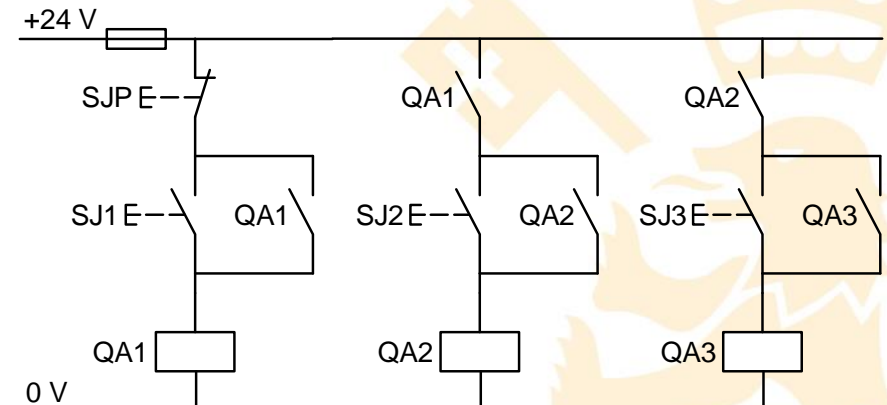 +24 V
SJP QA1 QA2
SJ1 QA1 SJ2 QA2 SJ3 QA3
QA1 QA2 QA3
0 V